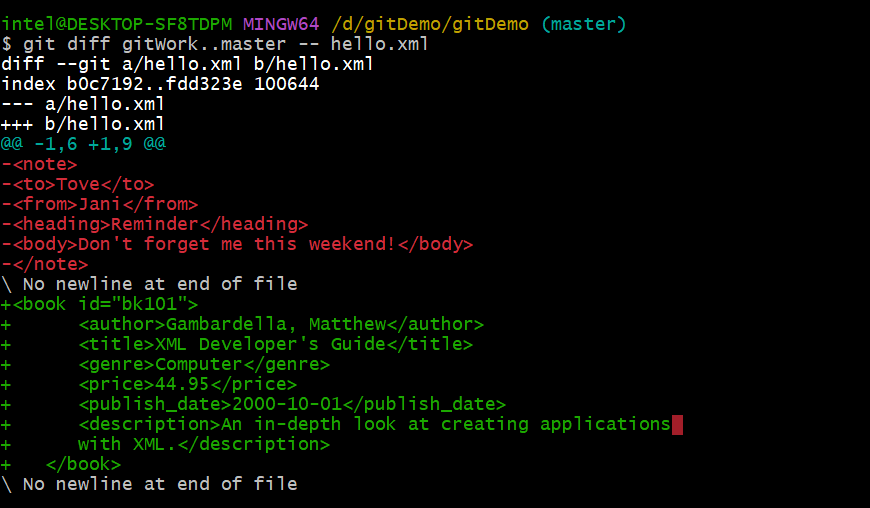 intel@DESKTOP-SF8TDPM MINGW64 /d/gitDemo/gitDemo (master)
$ git diff gitWork..master -- hello.xml
diff --git a/hello.xml b/hello.xml
index b0c7192..fdd323e 100644
--- a/hello.xml
+++ b/hello.xml
@@ -1,6 +1,9 @@
-<note>
-<to>Tove</to>
-<from>Jani</from>
-<heading>Reminder</heading>
-<body>Don't forget me this weekend!</body>
-</note>
\ No newline at end of file
+<book id="bk101">
+      <author>Gambardella, Matthew</author>
+      <title>XML Developer's Guide</title>
+      <genre>Computer</genre>
+      <price>44.95</price>
+      <publish_date>2000-10-01</publish_date>
+      <description>An in-depth look at creating applications
+      with XML.</description>
+   </book>
\ No newline at end of file